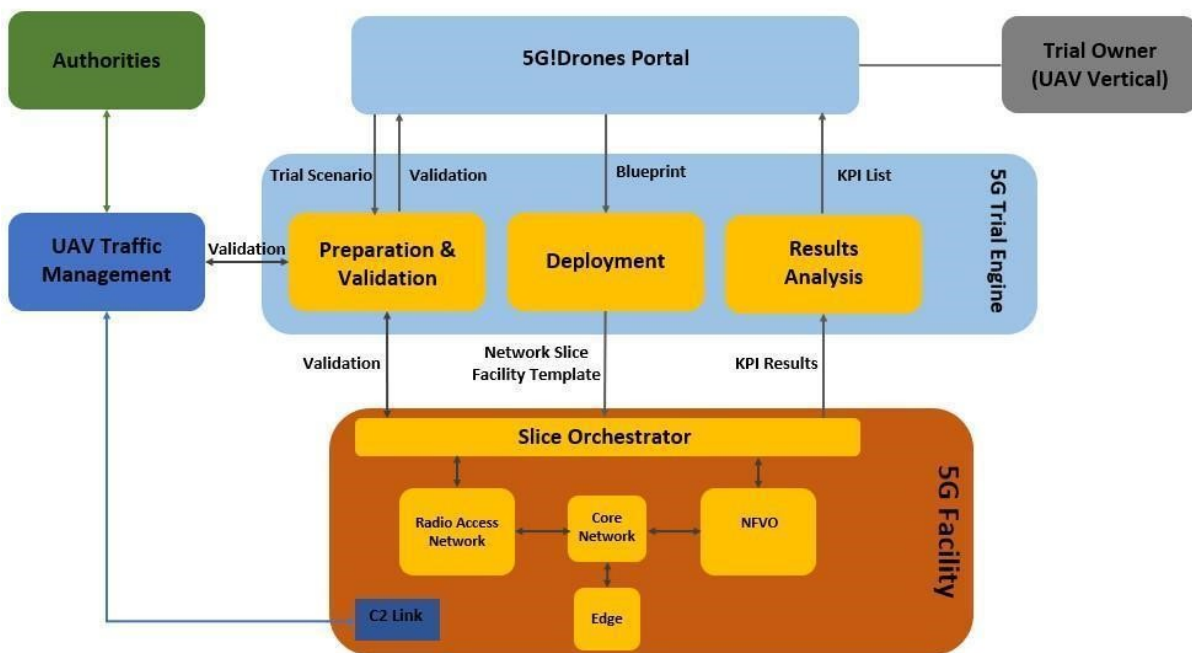 Authorities
5G!Drones Portal
Trial Owner
(UAV Vertical)
Trial Scenario
Validation
Blueprint
KPI List
5G Trial Engine
UAV Traffic
Management
Validation
Preparation &
Validation
Deployment
Results
Analysis
Validation
Network Slice
Facility Template
KPI Results
Slice Orchestrator
5G Facility
Radio Access
Network
Core
Network
NFVO
C2 Link
Edge